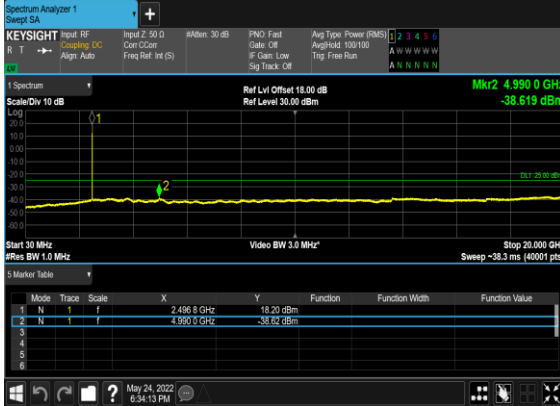 Spectrum Analyzer 1
Swept SA
+
KEYSIGHT Input: RF Input Z: 50 Ω #Atten: 30 dB PNO: Fast Avg Type: Power (RMS) 1 2 3 4 5 6
R T Coupling: DC Corr CCorr Gate: Off Avg|Hold: 100/100 A W W W W W
Align: Auto Freq Ref: Int (S) IF Gain: Low Trig: Free Run
Sig Track: Off A N N N N N
1 Spectrum Ref Lvl Offset 18.00 dB Mkr2 4.990 0 GHz
Scale/Div 10 dB Ref Level 30.00 dBm -38.619 dBm
Log
20.0 1
10.0
0.00
-10.0
-20.0 DL1 25.00 dBm
-30.0 2
-40.0
-50.0
-60.0
Start 30 MHz Video BW 3.0 MHz* Stop 20.000 GH
#Res BW 1.0 MHz Sweep ~38.3 ms (40001 pts
5 Marker Table
Mode Trace Scale X Y Function Function Width Function Value
1 N 1 f 2.496 8 GHz 18.20 dBm
2 N 1 f 4.990 0 GHz -38.62 dBm
3
4
5
6
? May 24, 2022
6:34:13 PM